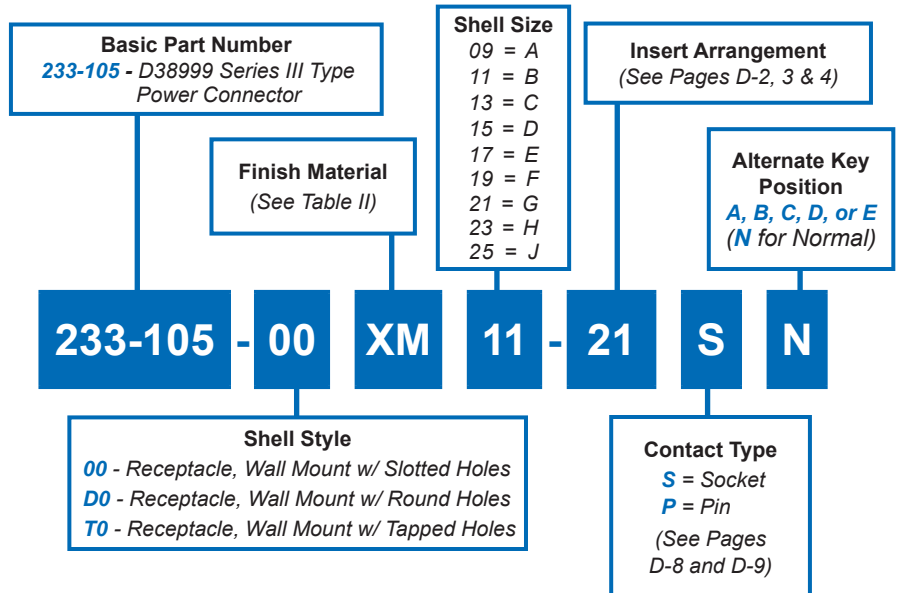 Basic Part Number
233-105 - D38999 Series III Type
Power Connector
Finish Material
(See Table II)
Shell Size
09 = A
11 = B
13 = C
15 = D
17 = E
19 = F
21 = G
23 = H
25 = J
Insert Arrangement
(See Pages D-2, 3 & 4)
Alternate Key
Position
A, B, C, D, or E
(N for Normal)
233-105 - 00 XM 11 - 21 S N
Shell Style
00 - Receptacle, Wall Mount w/ Slotted Holes
D0 - Receptacle, Wall Mount w/ Round Holes
T0 - Receptacle, Wall Mount w/ Tapped Holes
Contact Type
S = Socket
P = Pin
(See Pages
D-8 and D-9)